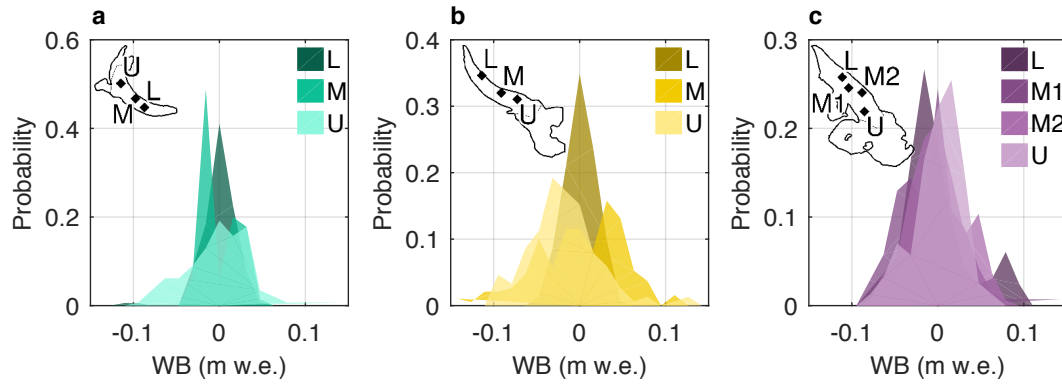 a
0.6
0.4
0.2
0
Probability
-0.1
0
0.1
WB (m w.e.)
U
L
M
L
M
U
b
0.4
0.3
0.2
0.1
0
Probability
-0.1
0
0.1
WB (m w.e.)
L
M
U
L
M
U
c
0.3
0.2
0.1
0
Probability
-0.1
0
0.1
WB (m w.e.)
L
M2
M1
U
L
M1
M2
U